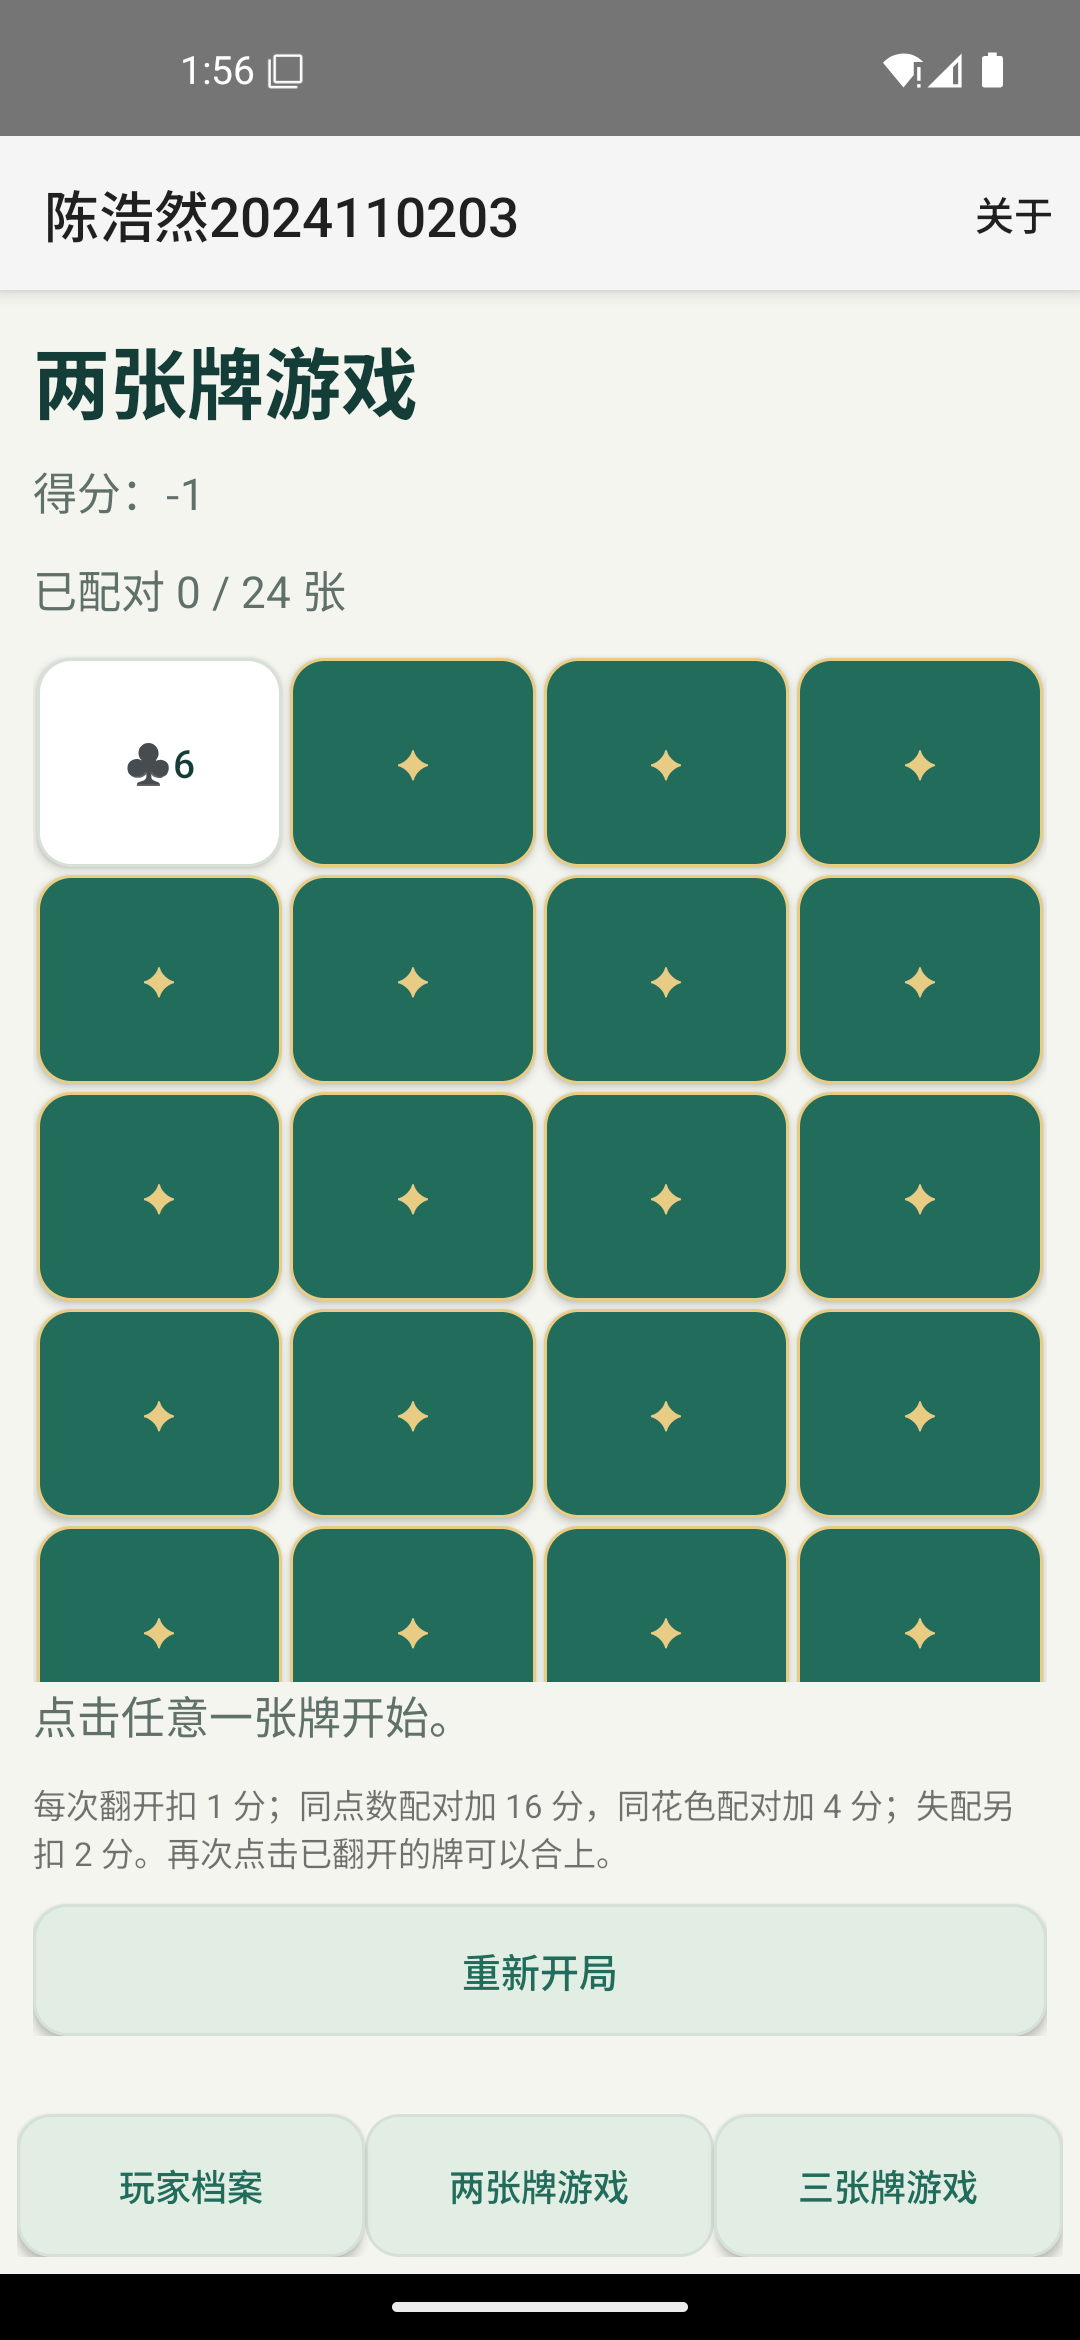 1:56
陈浩然2024110203
关于
两张牌游戏
得分：-1
已配对 0 / 24 张
♣6
点击任意一张牌开始。
每次翻开扣 1 分；同点数配对加 16 分，同花色配对加 4 分；失配另
扣 2 分。再次点击已翻开的牌可以合上。
重新开局
玩家档案
两张牌游戏
三张牌游戏